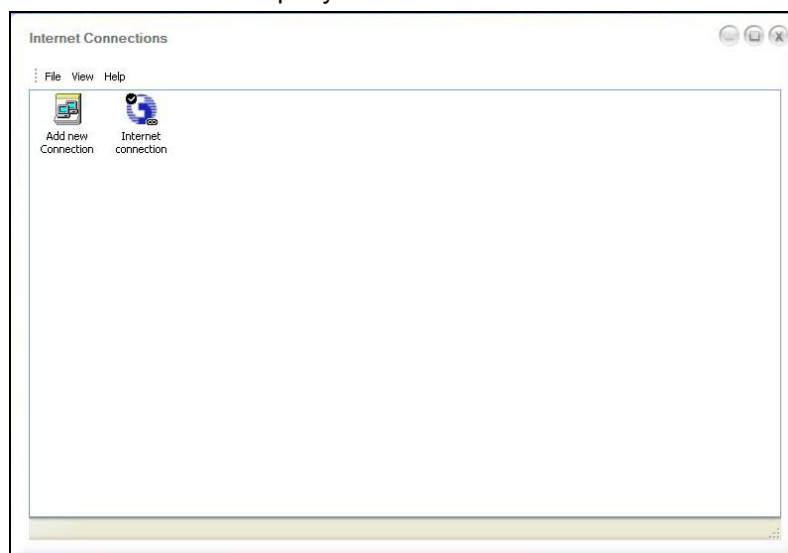 Internet Connections
File View Help
Add new
Connection
Internet
connection